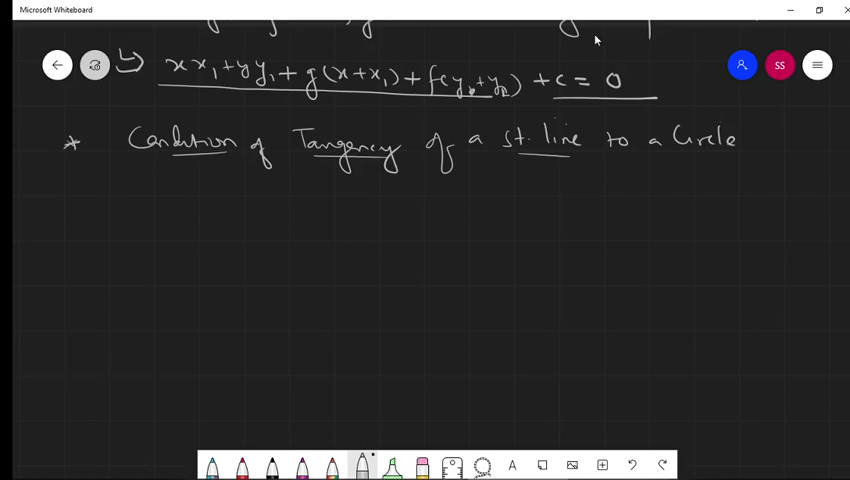 Microsoft Whiteboard
SS
xx₁+yy₁+g(x+x₁)+f(y+y₁)+c=0
* Condition of Tangency of a st. line to a Circle
A